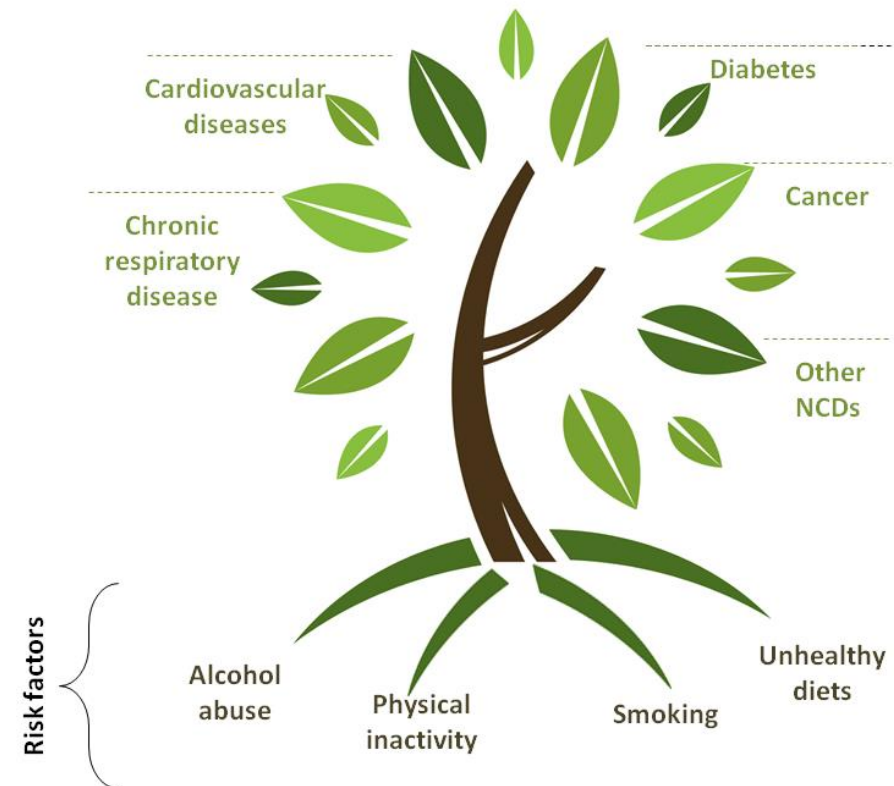 Cardiovascular
diseases
Diabetes
Chronic
respiratory
disease
Cancer
Other
NCDs
Risk factors
Alcohol
abuse
Physical
inactivity
Smoking
Unhealthy
diets